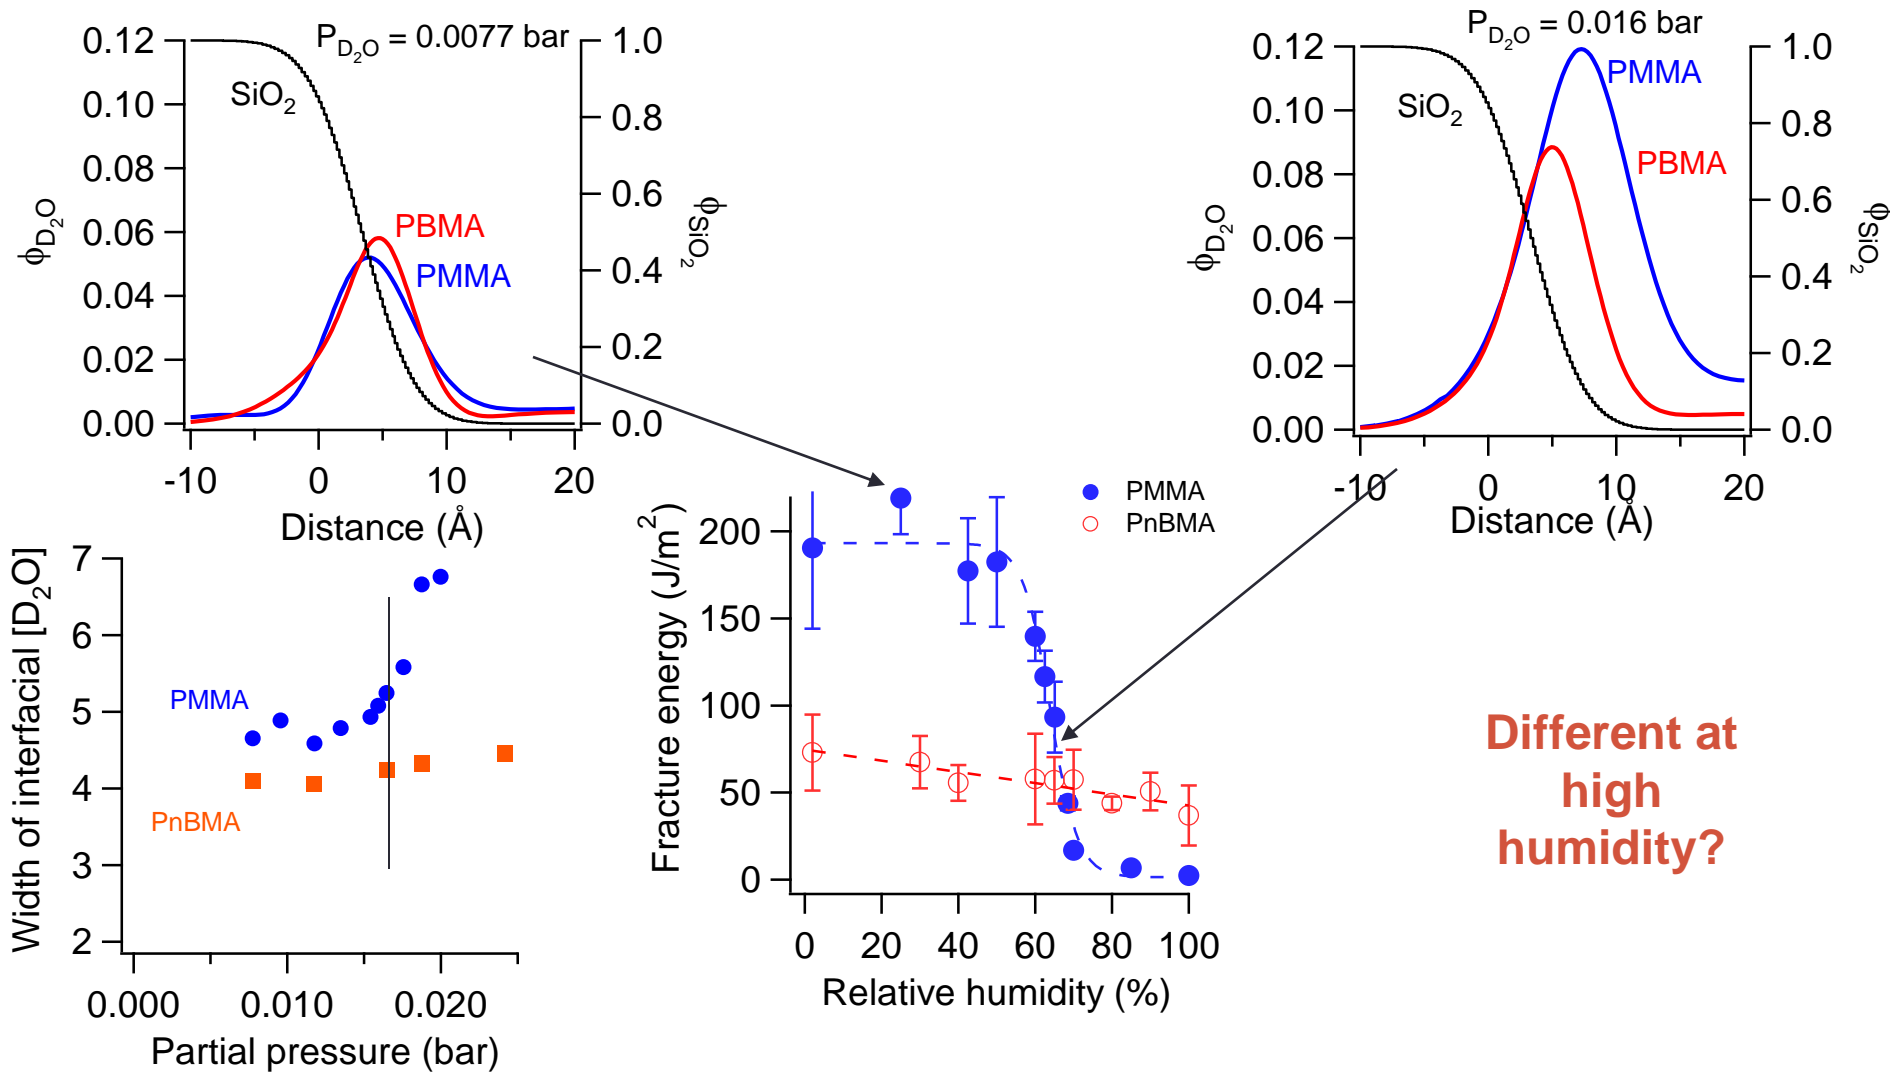 P_D₂O = 0.0077 bar
0.12
0.10
0.08
0.06
0.04
0.02
0.00
ϕ_D₂O
1.0
0.8
0.6
0.4
0.2
0.0
ϕ_SiO₂
SiO₂
PBMA
PMMA
-10 0 10 20
Distance (Å)
P_D₂O = 0.016 bar
0.12
0.10
0.08
0.06
0.04
0.02
0.00
ϕ_D₂O
1.0
0.8
0.6
0.4
0.2
0.0
ϕ_SiO₂
SiO₂
PMMA
PBMA
-10 0 10 20
Distance (Å)
Width of interfacial [D₂O]
7
6
5
4
3
2
PMMA
PnBMA
0.000 0.010 0.020
Partial pressure (bar)
Fracture energy (J/m²)
200
150
100
50
0
PMMA
PnBMA
0 20 40 60 80 100
Relative humidity (%)
Different at
high
humidity?